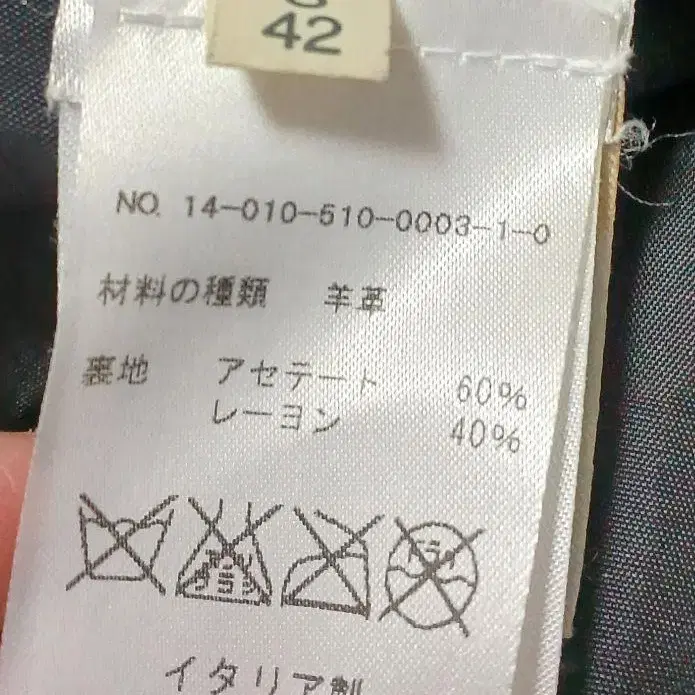 42
NO. 14-010-510-0003-1-0
材料の種類 羊革
裏地 アセテート 60%
レーヨン 40%
イタリア製